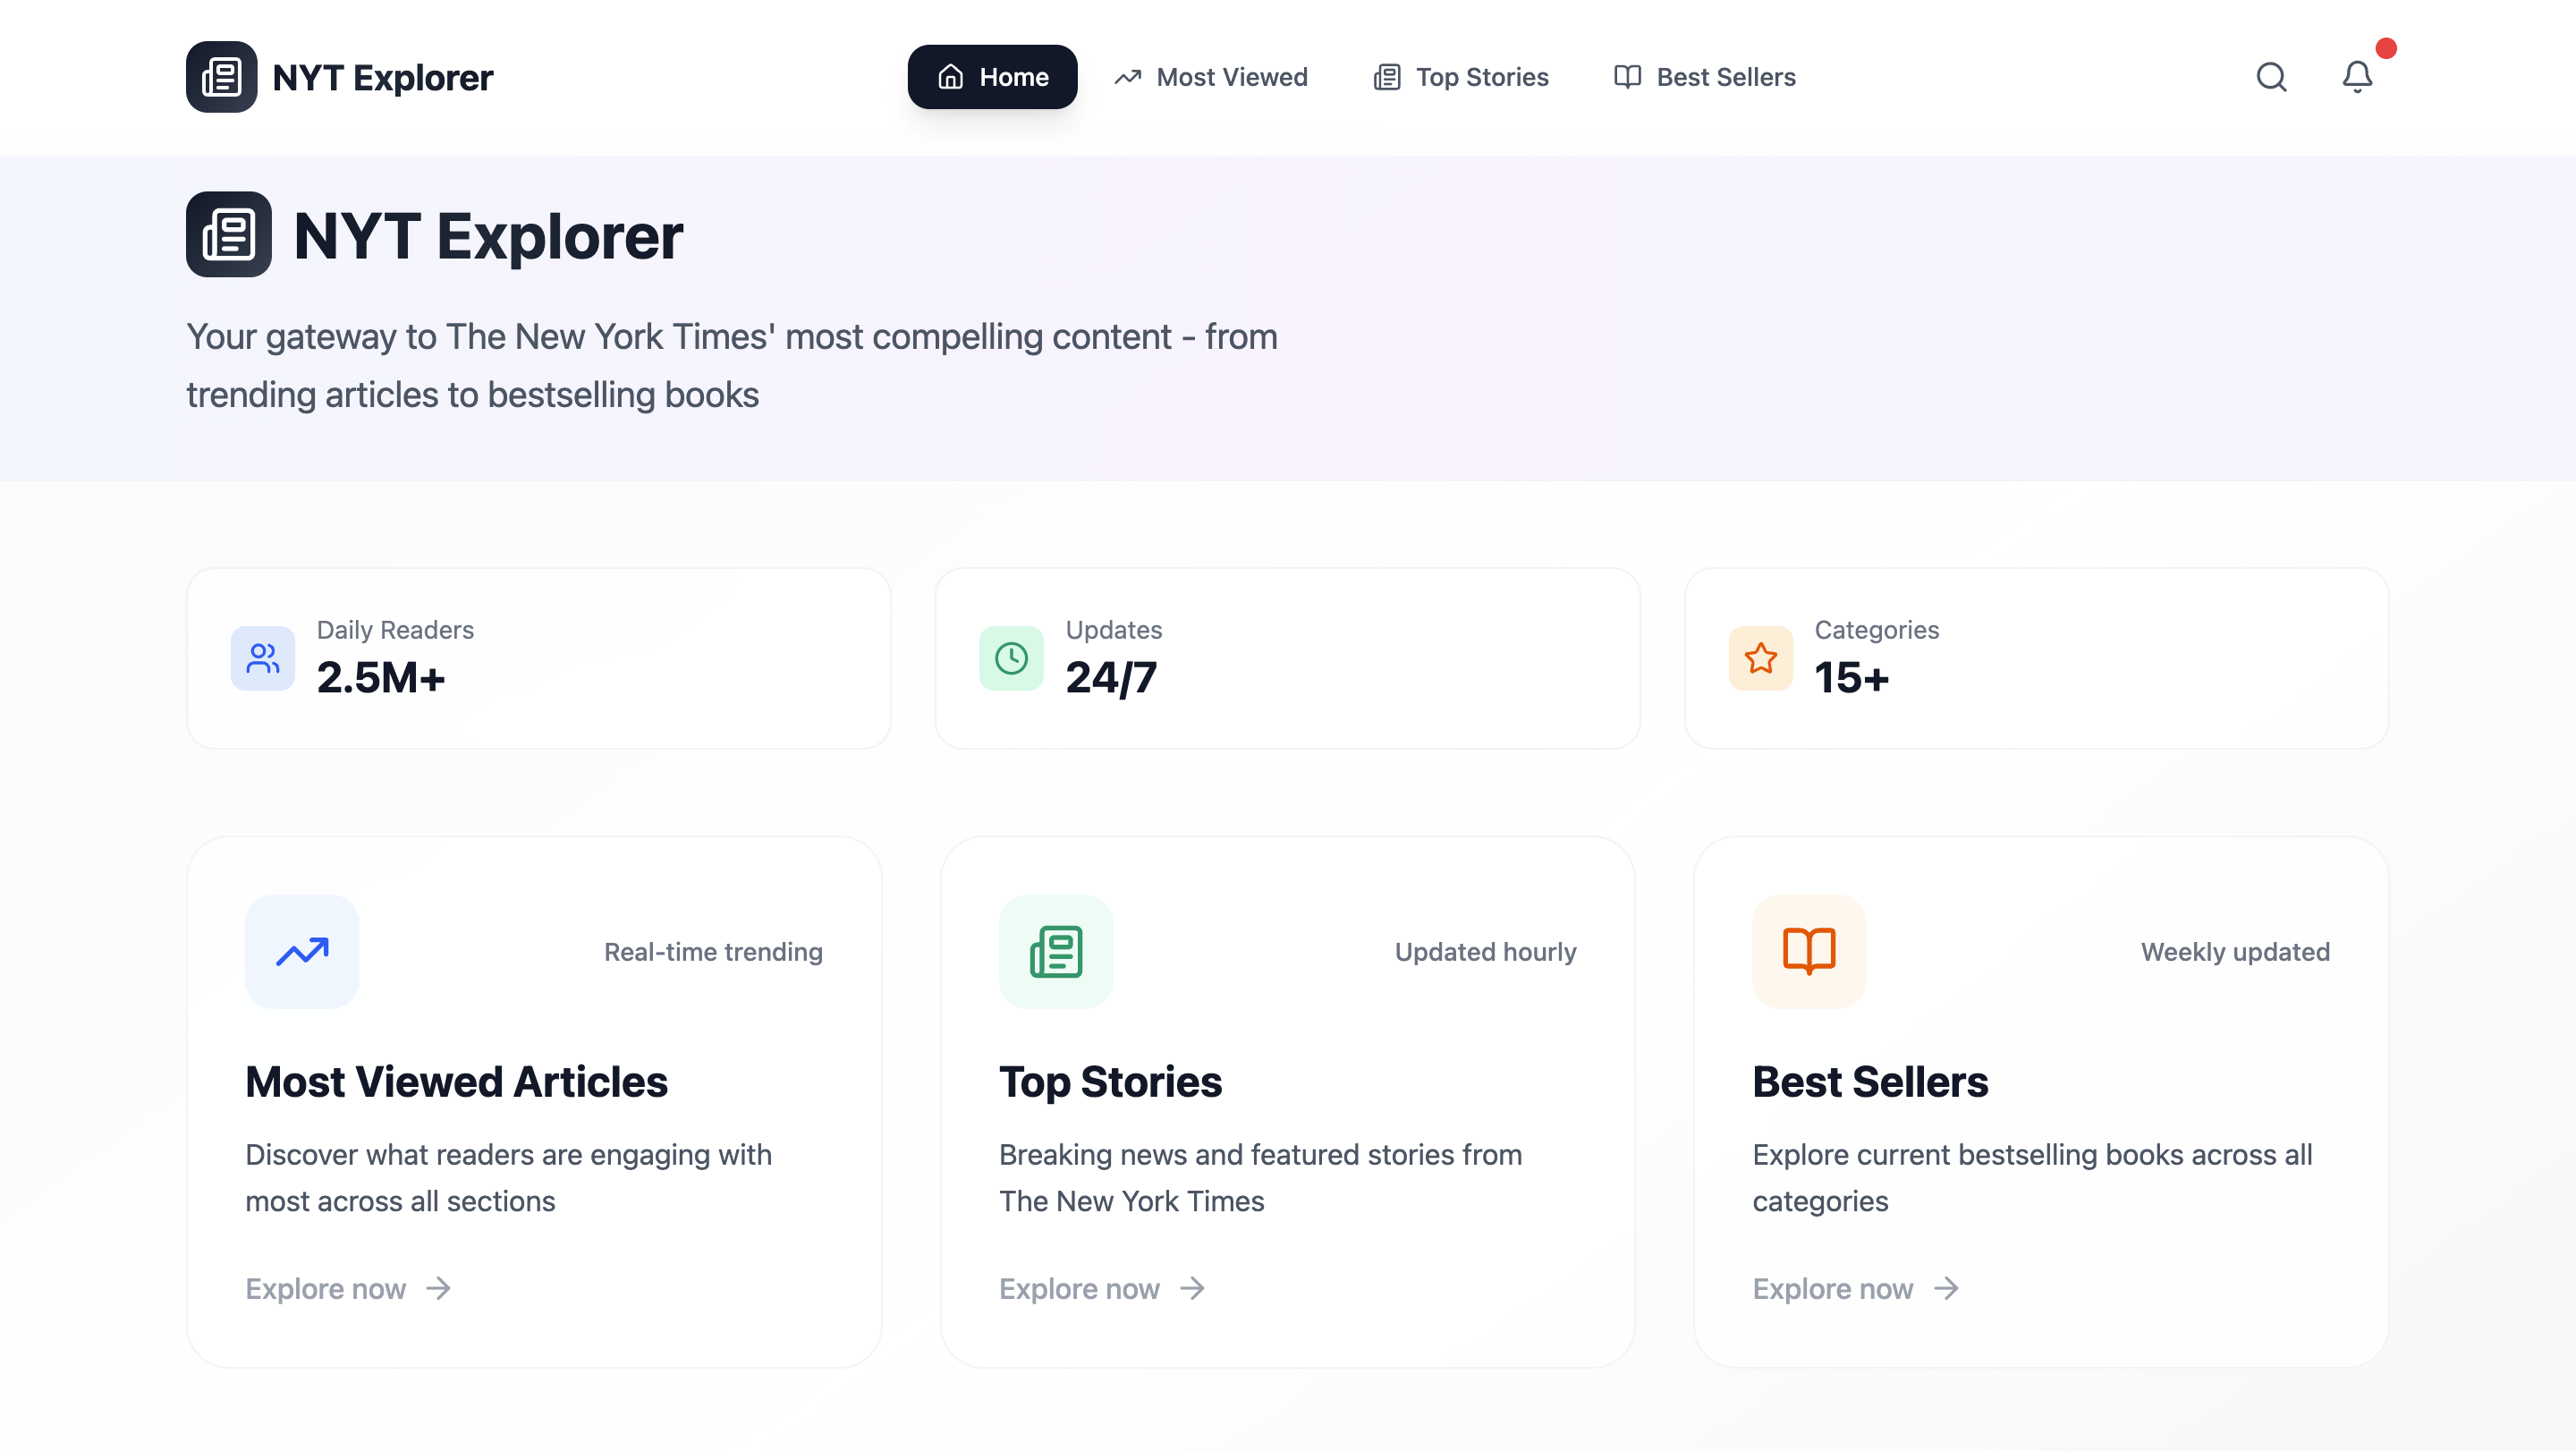 NYT Explorer
Home
Most Viewed
Top Stories
Best Sellers
NYT Explorer
Your gateway to The New York Times' most compelling content - from
trending articles to bestselling books
Daily Readers
2.5M+
Updates
24/7
Categories
15+
Real-time trending
Most Viewed Articles
Discover what readers are engaging with
most across all sections
Explore now
Updated hourly
Top Stories
Breaking news and featured stories from
The New York Times
Explore now
Weekly updated
Best Sellers
Explore current bestselling books across all
categories
Explore now